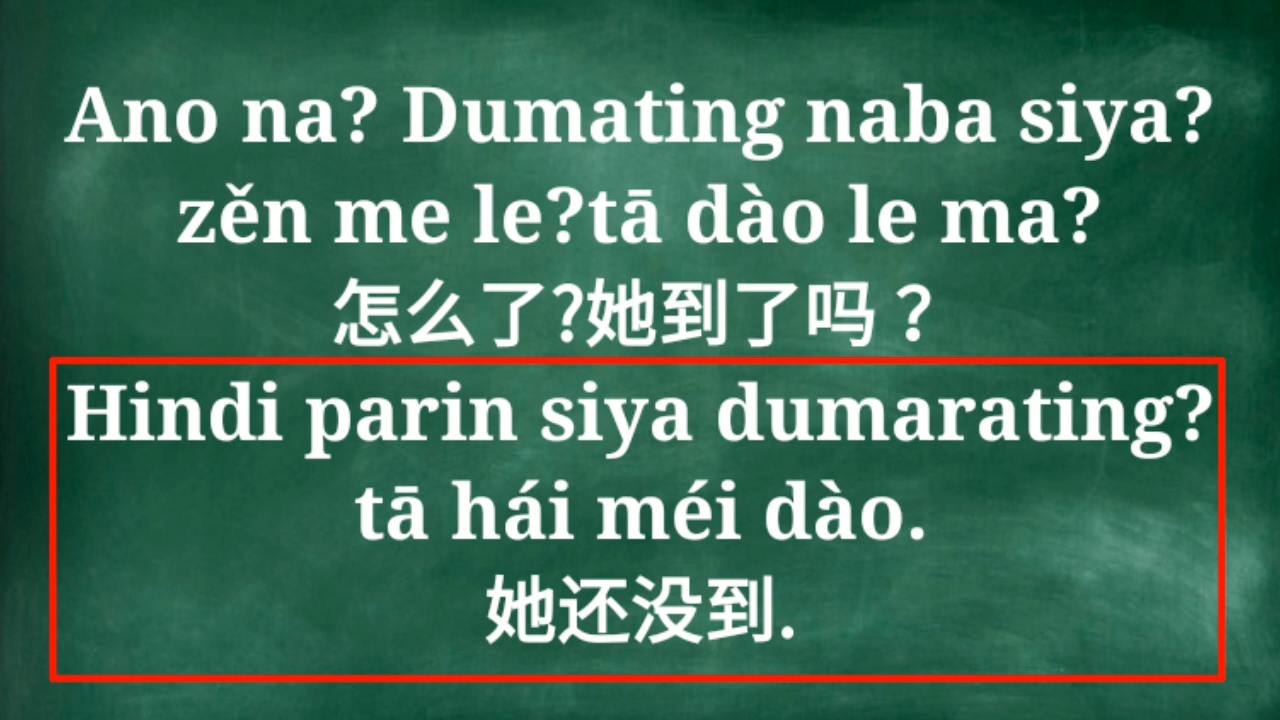 Ano na? Dumating naba siya?
zěn me le?tā dào le ma?
怎么了?她到了吗？
Hindi parin siya dumarating?
tā hái méi dào.
她还没到.